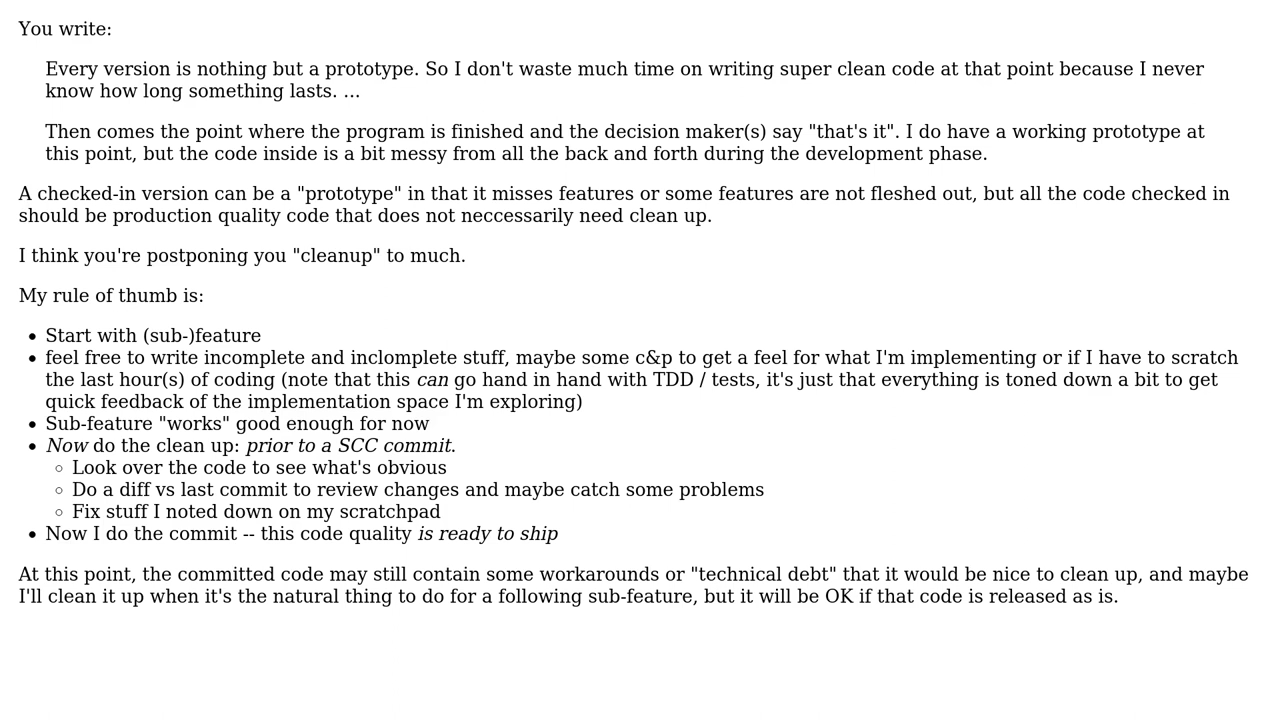 You write:
Every version is nothing but a prototype. So I don't waste much time on writing super clean code at that point because I never
know how long something lasts. ...
Then comes the point where the program is finished and the decision maker(s) say "that's it". I do have a working prototype at
this point, but the code inside is a bit messy from all the back and forth during the development phase.
A checked-in version can be a "prototype" in that it misses features or some features are not fleshed out, but all the code checked in
should be production quality code that does not neccessarily need clean up.
I think you're postponing you "cleanup" to much.
My rule of thumb is:
• Start with (sub-)feature
• feel free to write incomplete and inclomplete stuff, maybe some c&p to get a feel for what I'm implementing or if I have to scratch
the last hour(s) of coding (note that this can go hand in hand with TDD / tests, it's just that everything is toned down a bit to get
quick feedback of the implementation space I'm exploring)
• Sub-feature "works" good enough for now
• Now do the clean up: prior to a SCC commit.
◦ Look over the code to see what's obvious
◦ Do a diff vs last commit to review changes and maybe catch some problems
◦ Fix stuff I noted down on my scratchpad
• Now I do the commit -- this code quality is ready to ship
At this point, the committed code may still contain some workarounds or "technical debt" that it would be nice to clean up, and maybe
I'll clean it up when it's the natural thing to do for a following sub-feature, but it will be OK if that code is released as is.